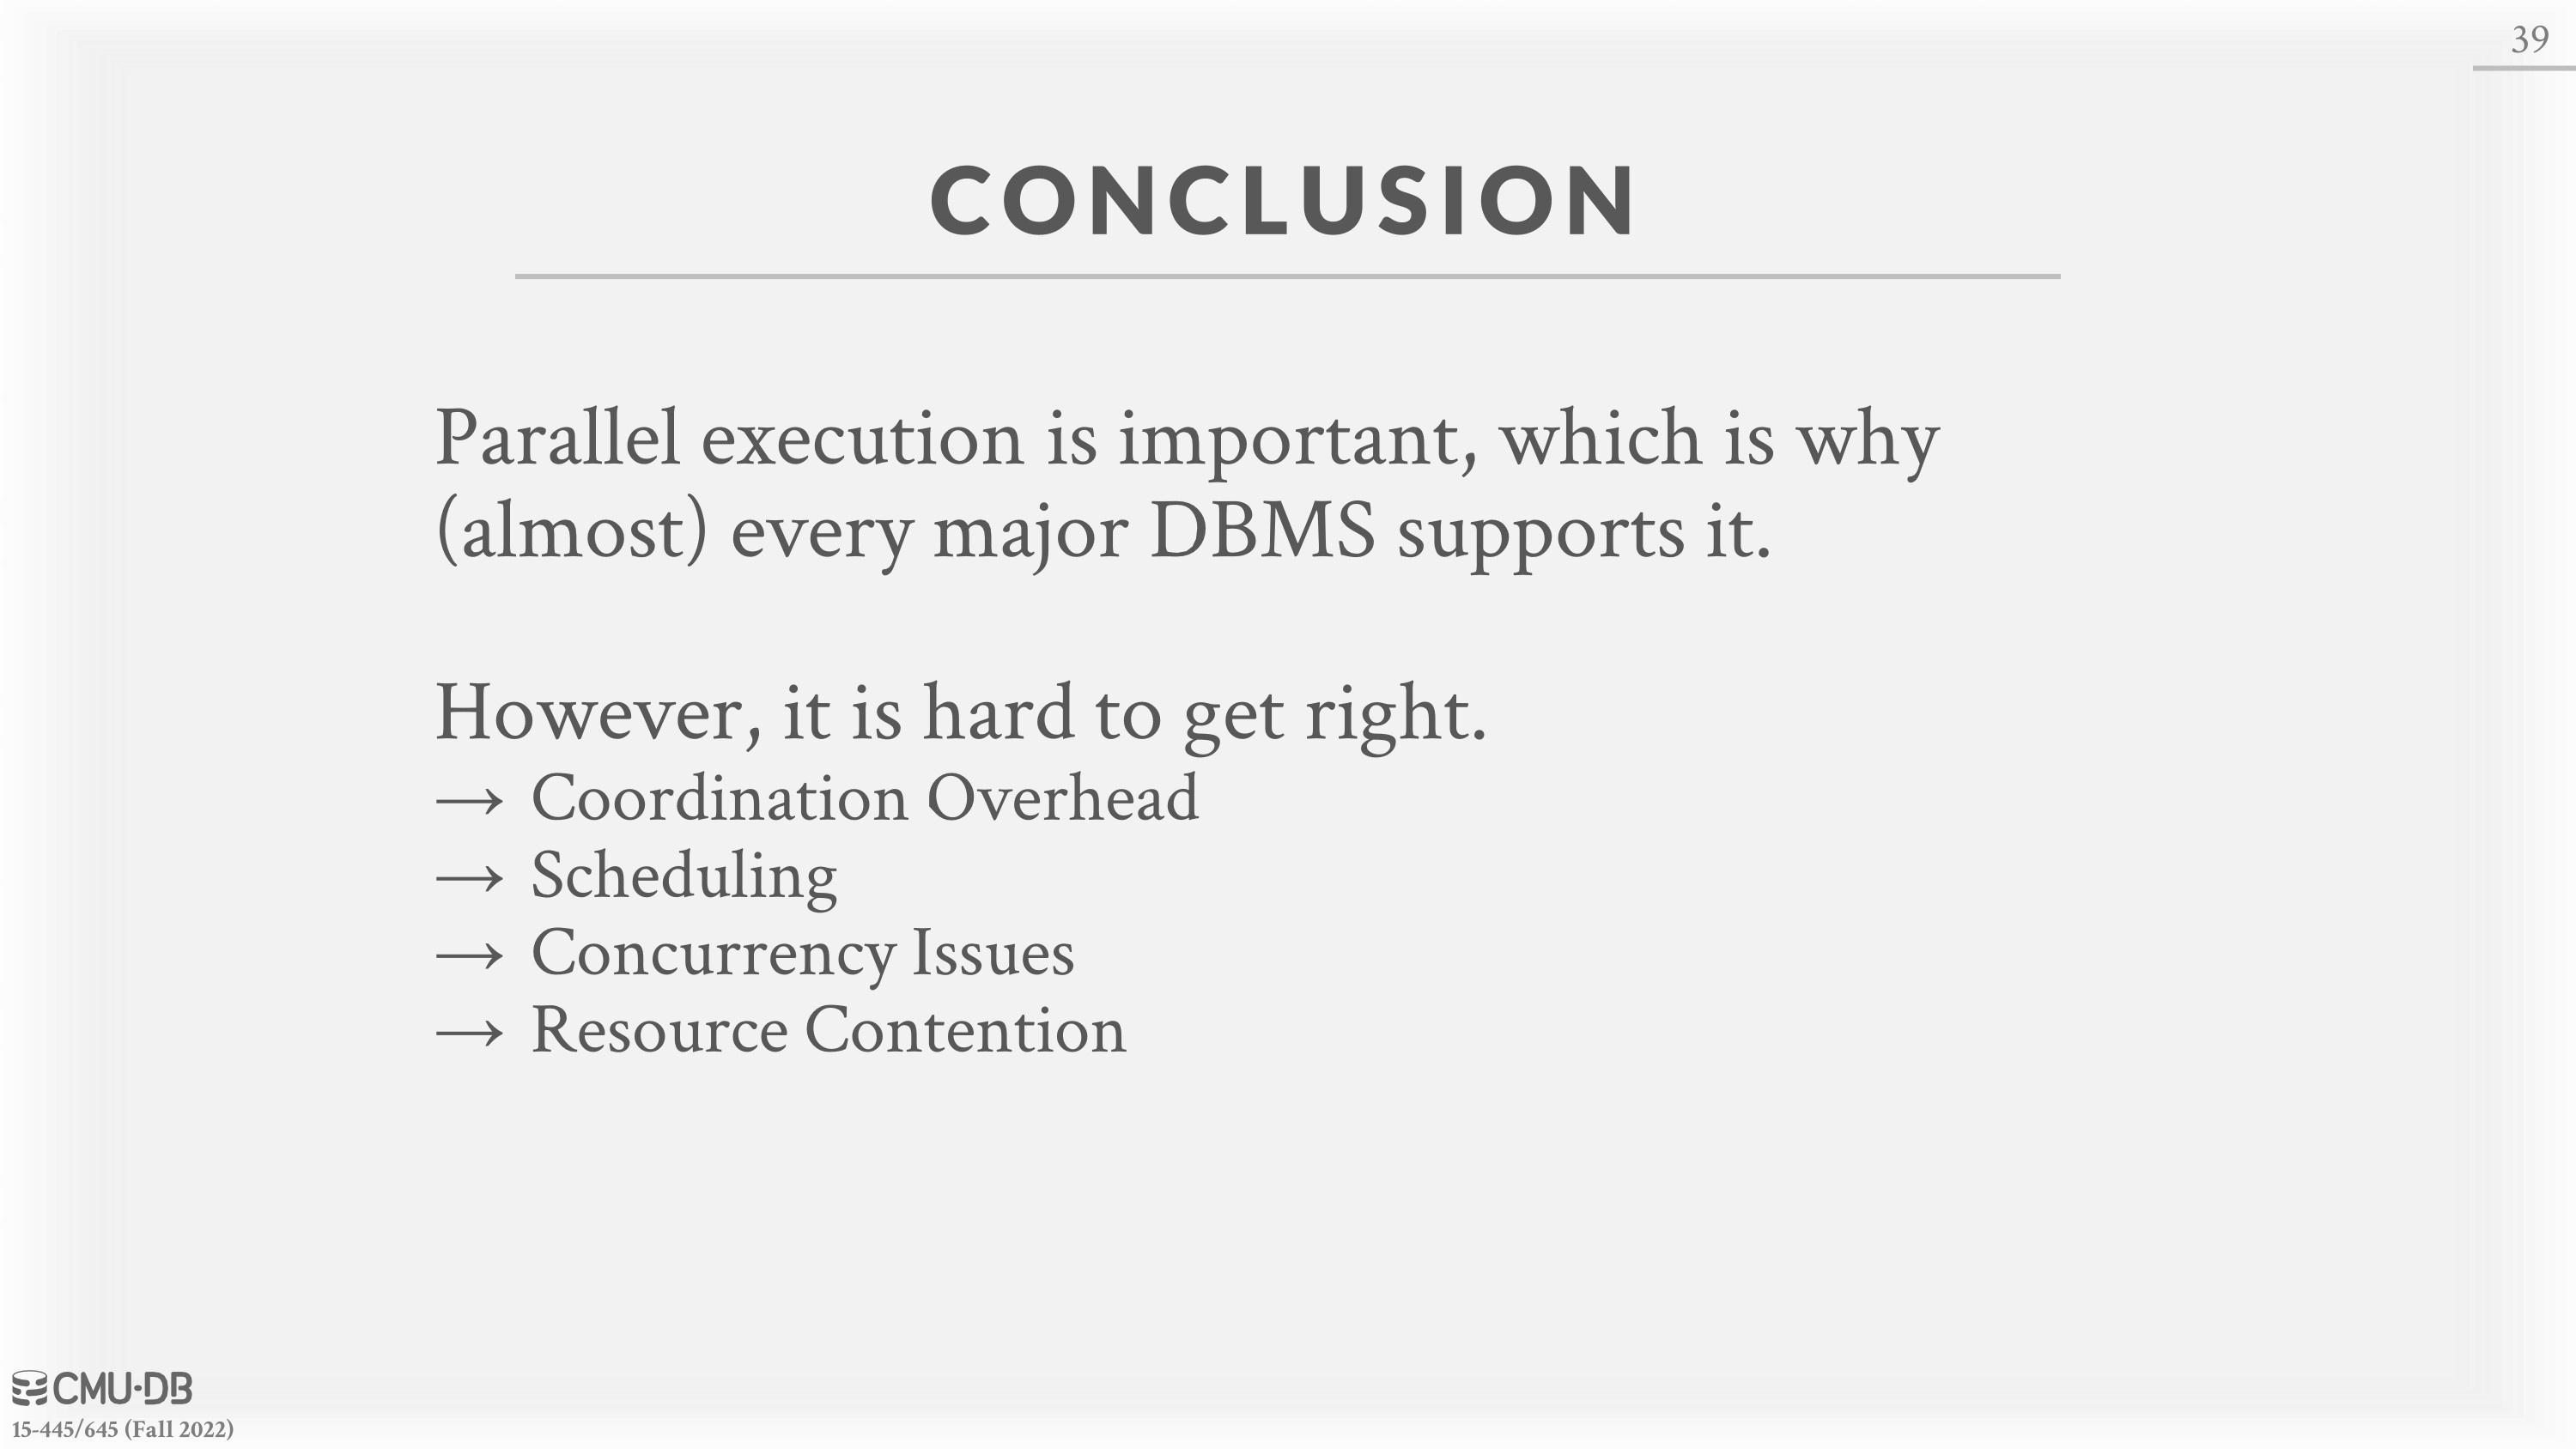 39
CONCLUSION
Parallel execution is important, which is why
(almost) every major DBMS supports it.
However, it is hard to get right.
→ Coordination Overhead
→ Scheduling
→ Concurrency Issues
→ Resource Contention
CMU·DB
15-445/645 (Fall 2022)